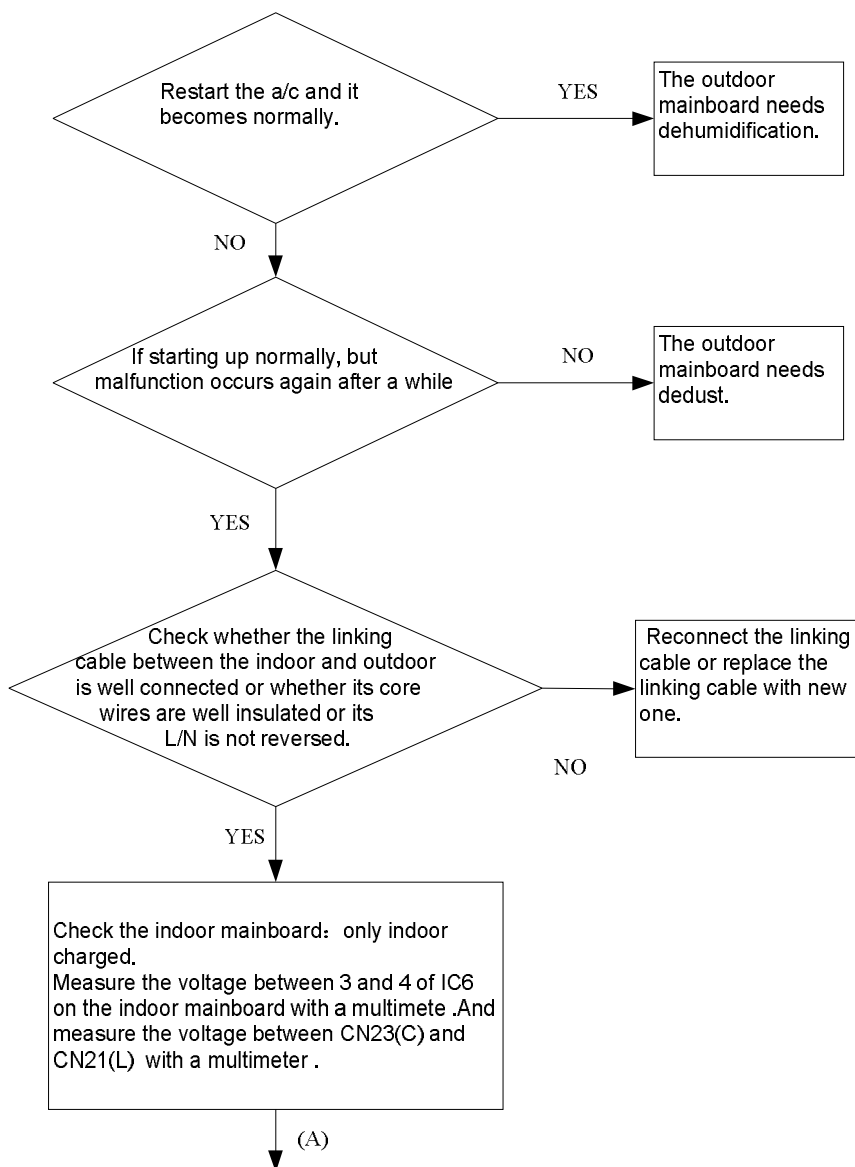 Restart the a/c and it
becomes normally.
YES
The outdoor
mainboard needs
dehumidification.
NO
If starting up normally, but
malfunction occurs again after a while
NO
The outdoor
mainboard needs
dedust.
YES
Check whether the linking
cable between the indoor and outdoor
is well connected or whether its core
wires are well insulated or its
L/N is not reversed.
NO
Reconnect the linking
cable or replace the
linking cable with new
one.
YES
Check the indoor mainboard：only indoor
charged.
Measure the voltage between 3 and 4 of IC6
on the indoor mainboard with a multimete .And
measure the voltage between CN23(C) and
CN21(L) with a multimeter .
(A)